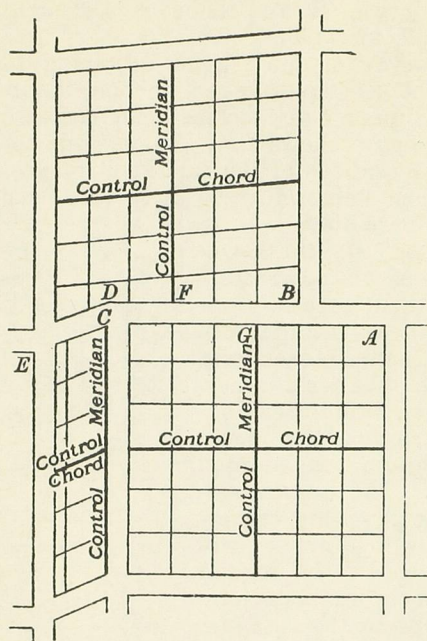 Meridian
Control Chord
Control
D F B
C
G A
E
Meridian
Meridian
Control
Chord
Control Chord
Control
Control